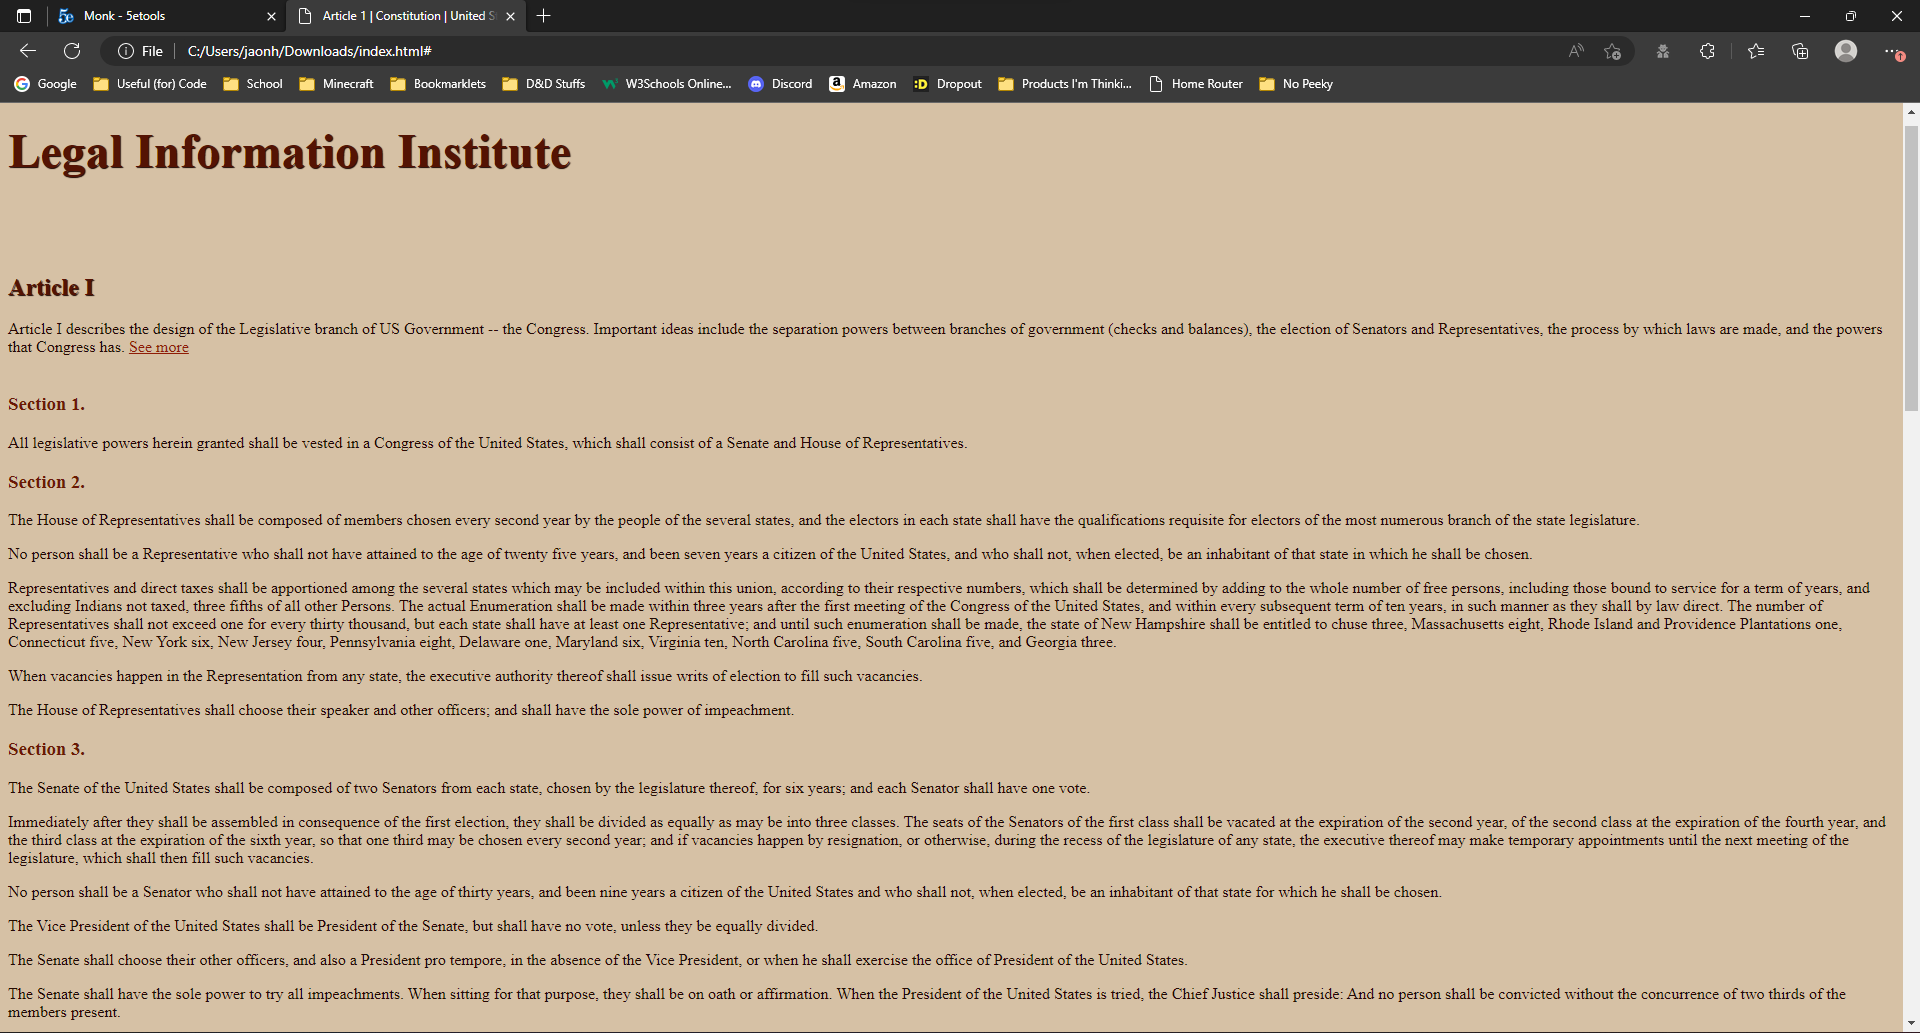 Monk - 5etools
Article 1 | Constitution | United S
File
C:/Users/jaonh/Downloads/index.html#
Google
Useful (for) Code
School
Minecraft
Bookmarklets
D&D Stuffs
W3Schools Online...
Discord
Amazon
Dropout
Products I'm Thinki...
Home Router
No Peeky
Legal Information Institute
Article I
Article I describes the design of the Legislative branch of US Government -- the Congress. Important ideas include the separation powers between branches of government (checks and balances), the election of Senators and Representatives, the process by which laws are made, and the powers
that Congress has. See more
Section 1.
All legislative powers herein granted shall be vested in a Congress of the United States, which shall consist of a Senate and House of Representatives.
Section 2.
The House of Representatives shall be composed of members chosen every second year by the people of the several states, and the electors in each state shall have the qualifications requisite for electors of the most numerous branch of the state legislature.
No person shall be a Representative who shall not have attained to the age of twenty five years, and been seven years a citizen of the United States, and who shall not, when elected, be an inhabitant of that state in which he shall be chosen.
Representatives and direct taxes shall be apportioned among the several states which may be included within this union, according to their respective numbers, which shall be determined by adding to the whole number of free persons, including those bound to service for a term of years, and
excluding Indians not taxed, three fifths of all other Persons. The actual Enumeration shall be made within three years after the first meeting of the Congress of the United States, and within every subsequent term of ten years, in such manner as they shall by law direct. The number of
Representatives shall not exceed one for every thirty thousand, but each state shall have at least one Representative; and until such enumeration shall be made, the state of New Hampshire shall be entitled to chuse three, Massachusetts eight, Rhode Island and Providence Plantations one,
Connecticut five, New York six, New Jersey four, Pennsylvania eight, Delaware one, Maryland six, Virginia ten, North Carolina five, South Carolina five, and Georgia three.
When vacancies happen in the Representation from any state, the executive authority thereof shall issue writs of election to fill such vacancies.
The House of Representatives shall choose their speaker and other officers; and shall have the sole power of impeachment.
Section 3.
The Senate of the United States shall be composed of two Senators from each state, chosen by the legislature thereof, for six years; and each Senator shall have one vote.
Immediately after they shall be assembled in consequence of the first election, they shall be divided as equally as may be into three classes. The seats of the Senators of the first class shall be vacated at the expiration of the second year, of the second class at the expiration of the fourth year, and
the third class at the expiration of the sixth year, so that one third may be chosen every second year; and if vacancies happen by resignation, or otherwise, during the recess of the legislature of any state, the executive thereof may make temporary appointments until the next meeting of the
legislature, which shall then fill such vacancies.
No person shall be a Senator who shall not have attained to the age of thirty years, and been nine years a citizen of the United States and who shall not, when elected, be an inhabitant of that state for which he shall be chosen.
The Vice President of the United States shall be President of the Senate, but shall have no vote, unless they be equally divided.
The Senate shall choose their other officers, and also a President pro tempore, in the absence of the Vice President, or when he shall exercise the office of President of the United States.
The Senate shall have the sole power to try all impeachments. When sitting for that purpose, they shall be on oath or affirmation. When the President of the United States is tried, the Chief Justice shall preside: And no person shall be convicted without the concurrence of two thirds of the
members present.